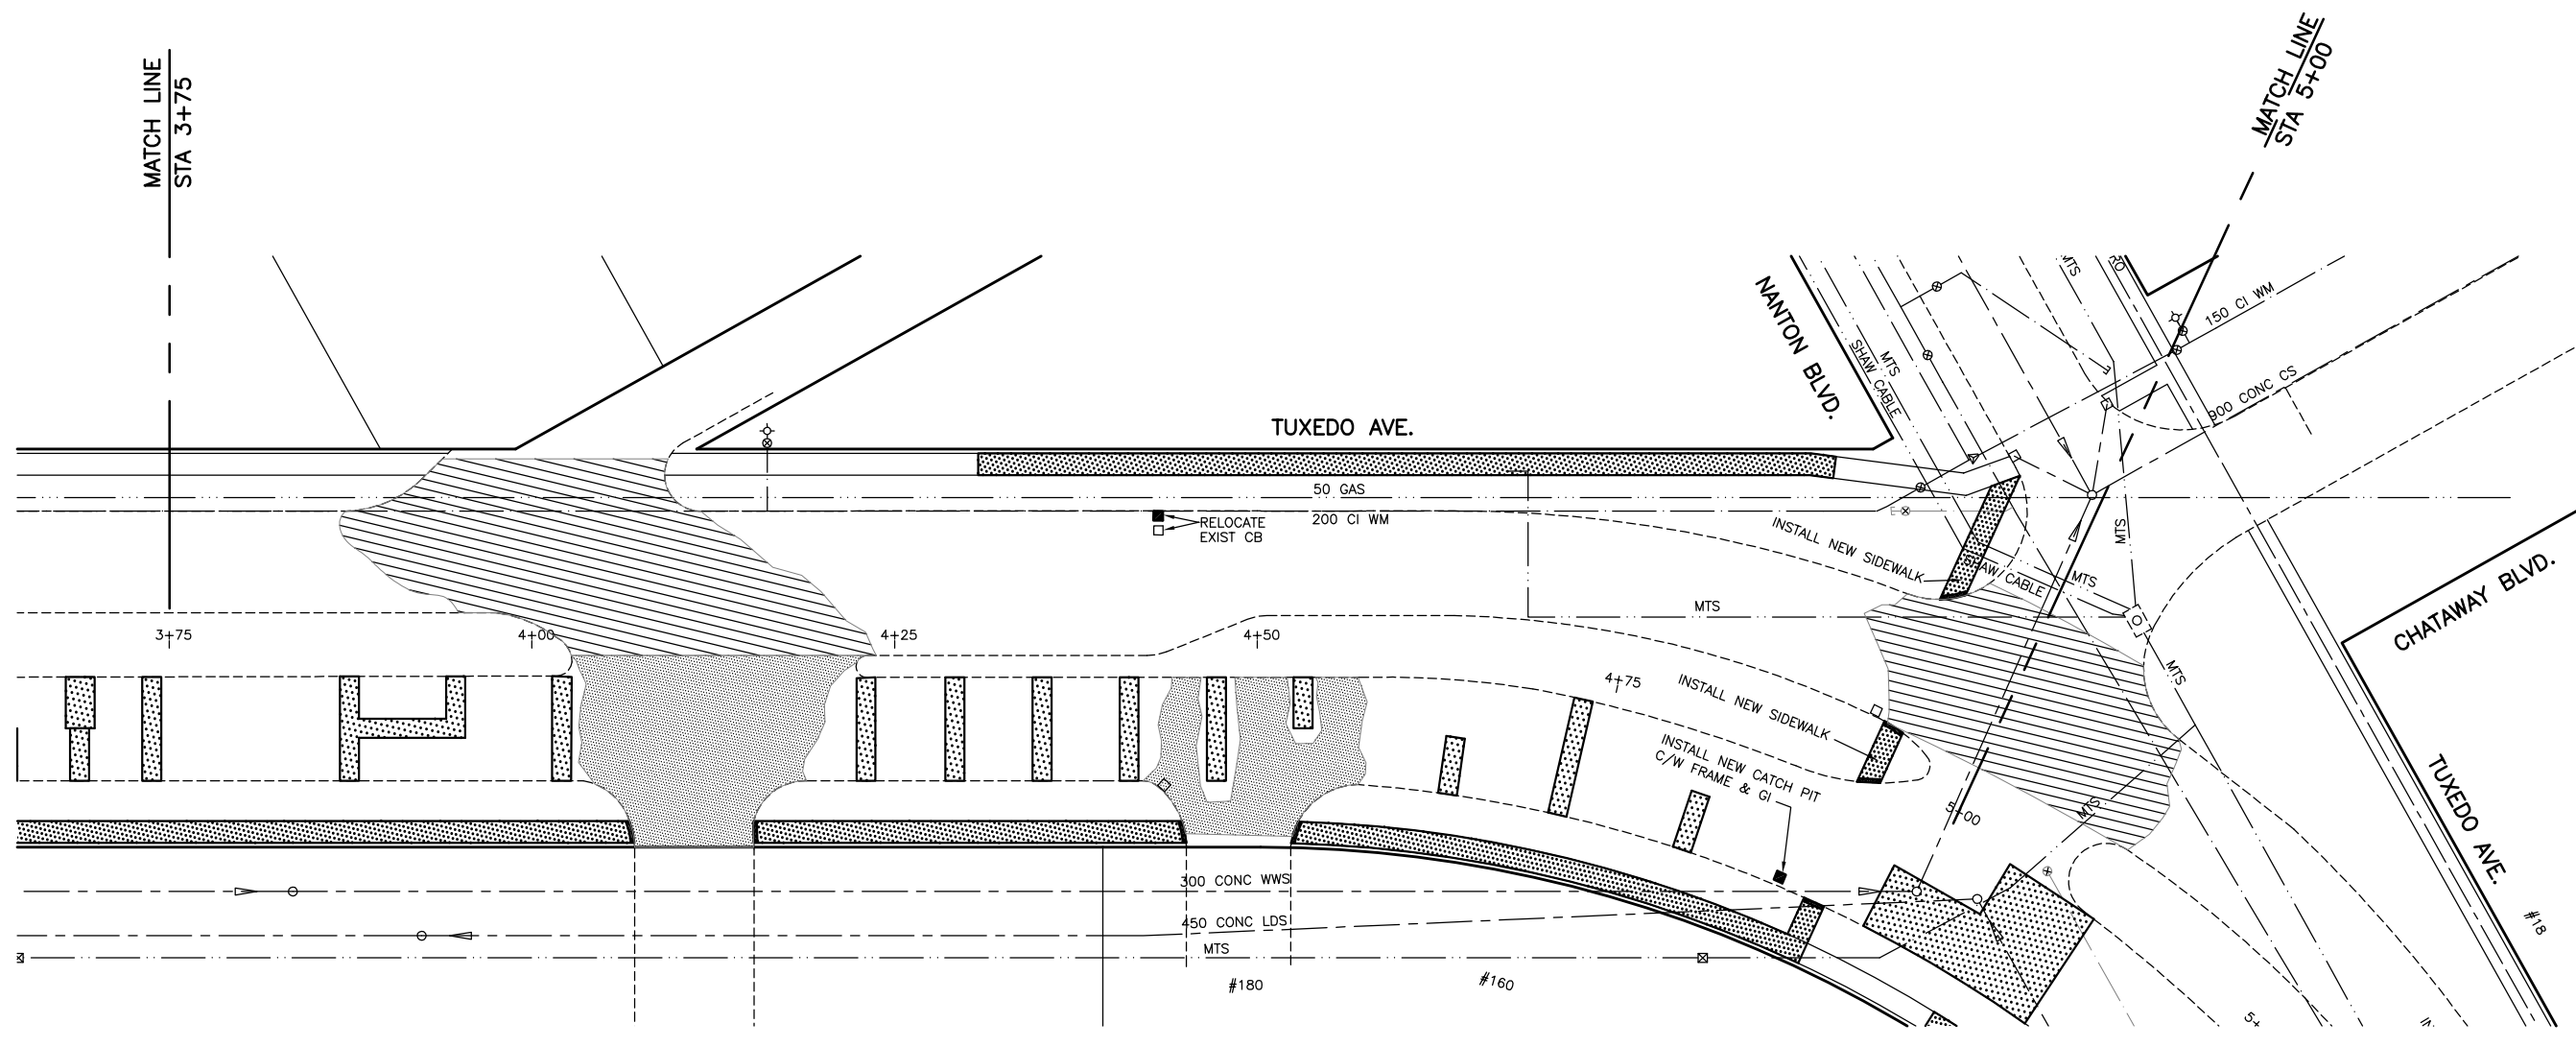 MATCH LINE
STA 3+75
MATCH LINE
STA 5+00
NANTON BLVD.
SHAW CABLE
MTS
MTS
150 CI WM
900 CONC CS
TUXEDO AVE.
50 GAS
200 CI WM
RELOCATE
EXIST CB
INSTALL NEW SIDEWALK
SHAW CABLE
MTS
MTS
MTS
CHATAWAY BLVD.
3+75
4+00
4+25
4+50
4+75
INSTALL NEW SIDEWALK
INSTALL NEW CATCH PIT
C/W FRAME & GI
MTS
MTS
5+00
TUXEDO AVE.
#18
300 CONC WWS
450 CONC LDS
MTS
#180
#160
5+